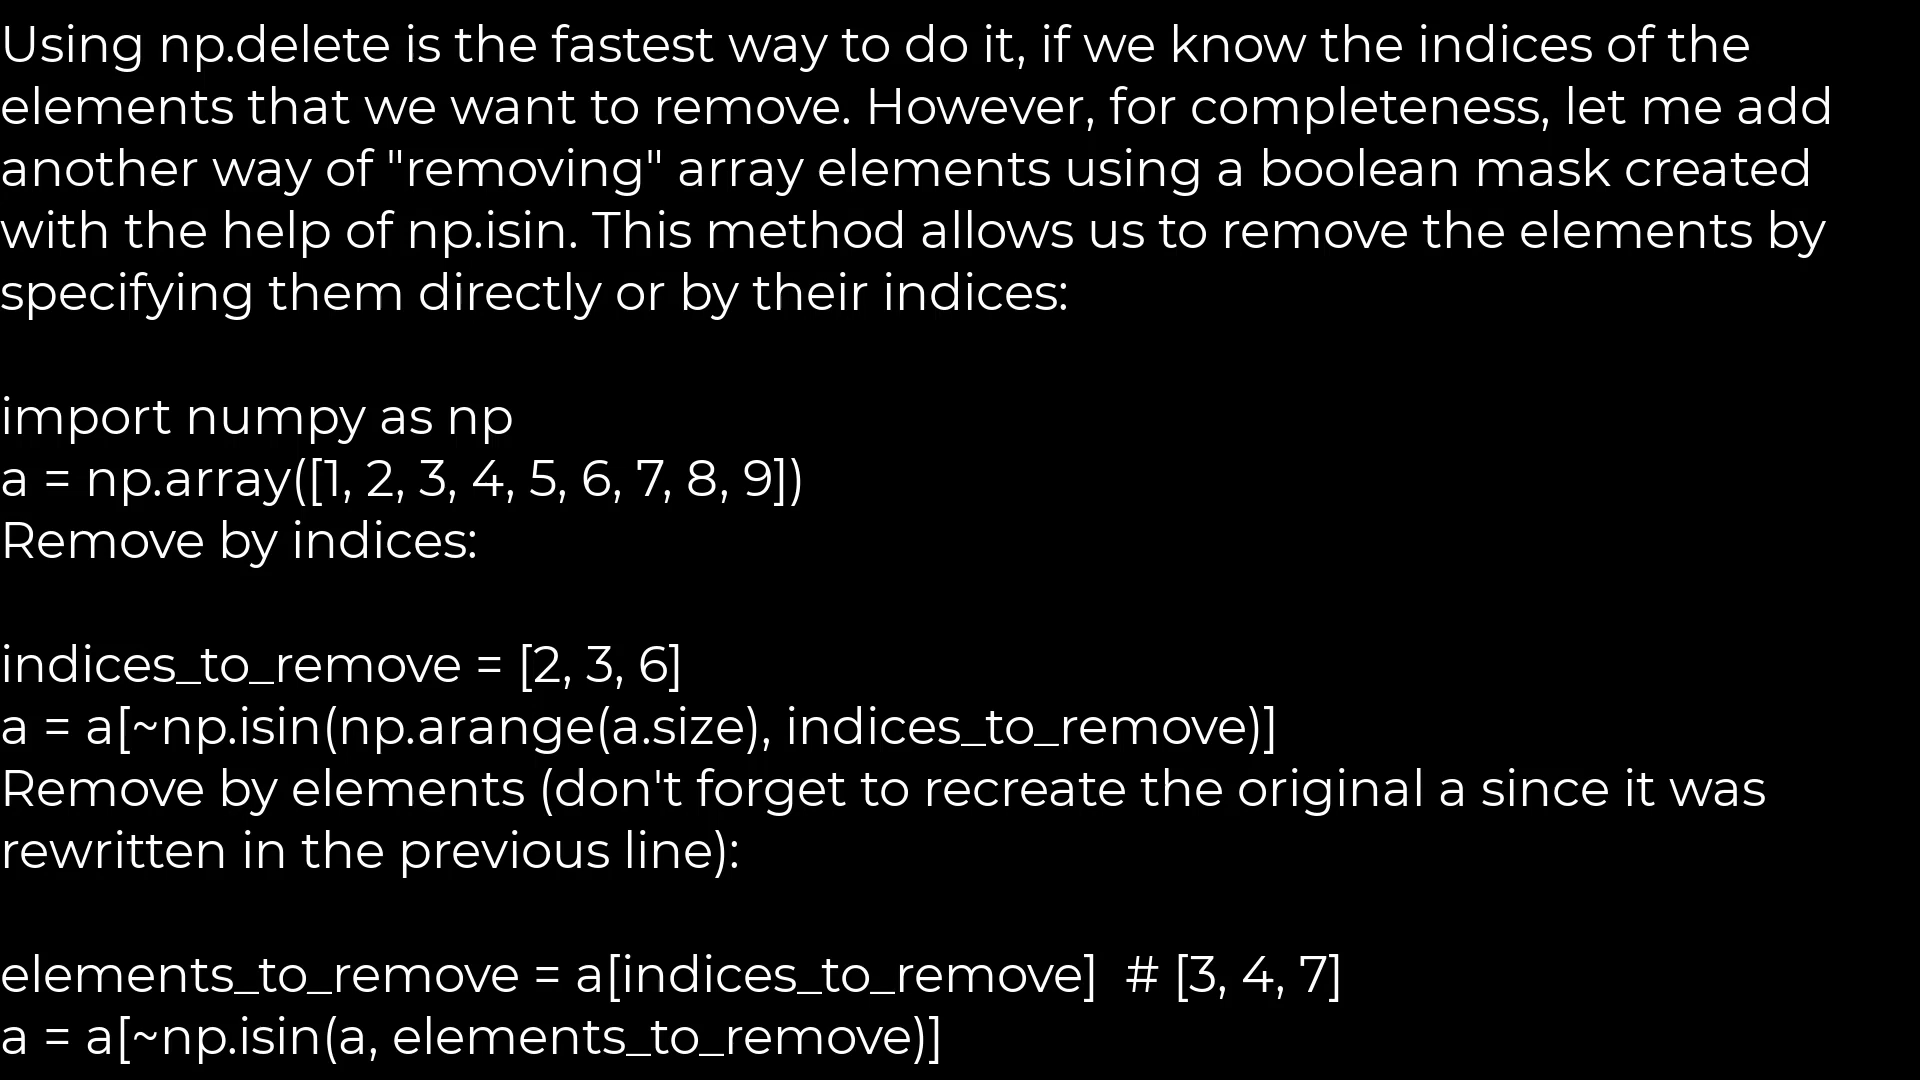 Using np.delete is the fastest way to do it, if we know the indices of the
elements that we want to remove. However, for completeness, let me add
another way of "removing" array elements using a boolean mask created
with the help of np.isin. This method allows us to remove the elements by
specifying them directly or by their indices:
import numpy as np
a = np.array([1, 2, 3, 4, 5, 6, 7, 8, 9])
Remove by indices:
indices_to_remove = [2, 3, 6]
a = a[~np.isin(np.arange(a.size), indices_to_remove)]
Remove by elements (don't forget to recreate the original a since it was
rewritten in the previous line):
elements_to_remove = a[indices_to_remove]  # [3, 4, 7]
a = a[~np.isin(a, elements_to_remove)]